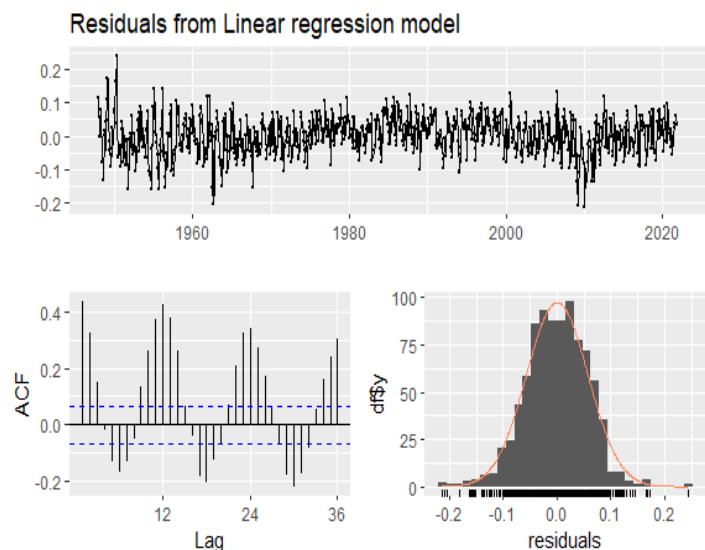 Residuals from Linear regression model
0.2
0.1
0.0
-0.1
-0.2
1960 1980 2000 2020
ACF
0.4
0.2
0.0
-0.2
12 24 36
Lag
df$y
100
75
50
25
0
-0.2 -0.1 0.0 0.1 0.2
residuals